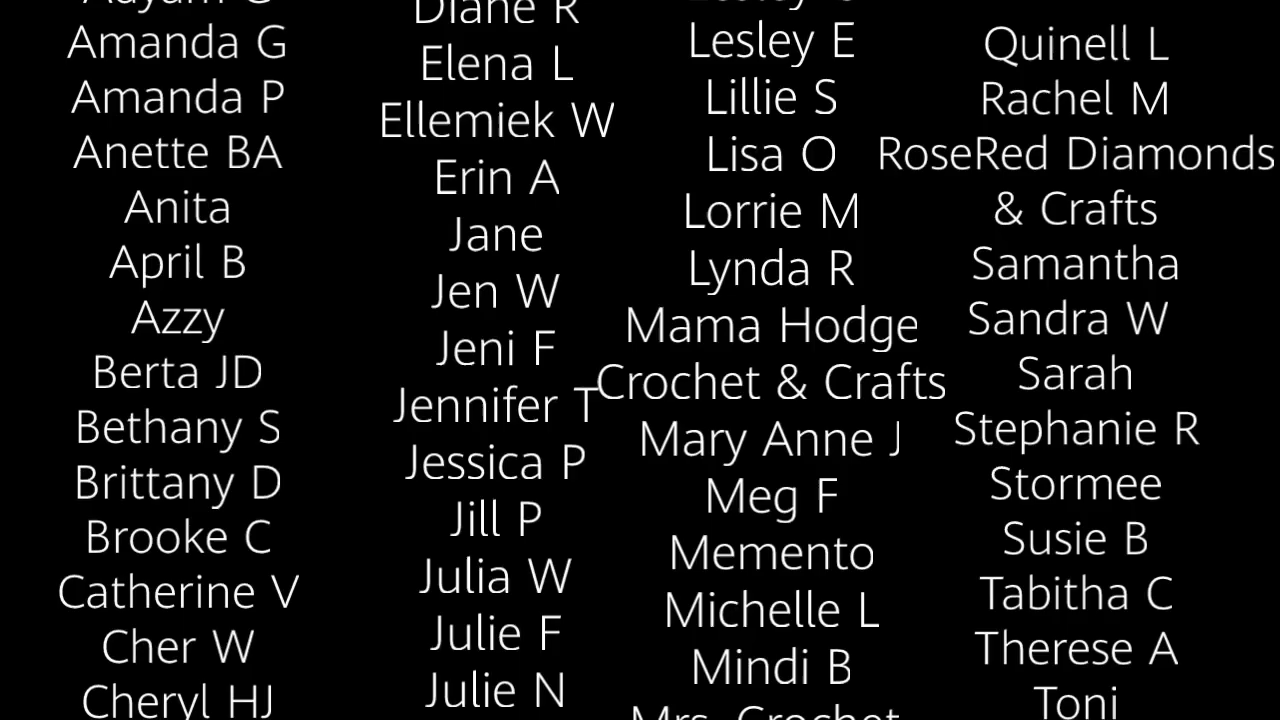 Amanda G
Amanda P
Anette BA
Anita
April B
Azzy
Berta JD
Bethany S
Brittany D
Brooke C
Catherine V
Cher W
Cheryl HJ
Diane R
Elena L
Ellemiek W
Erin A
Jane
Jen W
Jeni F
Jennifer T
Jessica P
Jill P
Julia W
Julie F
Julie N
Lesley E
Lillie S
Lisa O
Lorrie M
Lynda R
Mama Hodge
Crochet & Crafts
Mary Anne J
Meg F
Memento
Michelle L
Mindi B
Mrs. Crochet
Quinell L
Rachel M
RoseRed Diamonds
& Crafts
Samantha
Sandra W
Sarah
Stephanie R
Stormee
Susie B
Tabitha C
Therese A
Toni